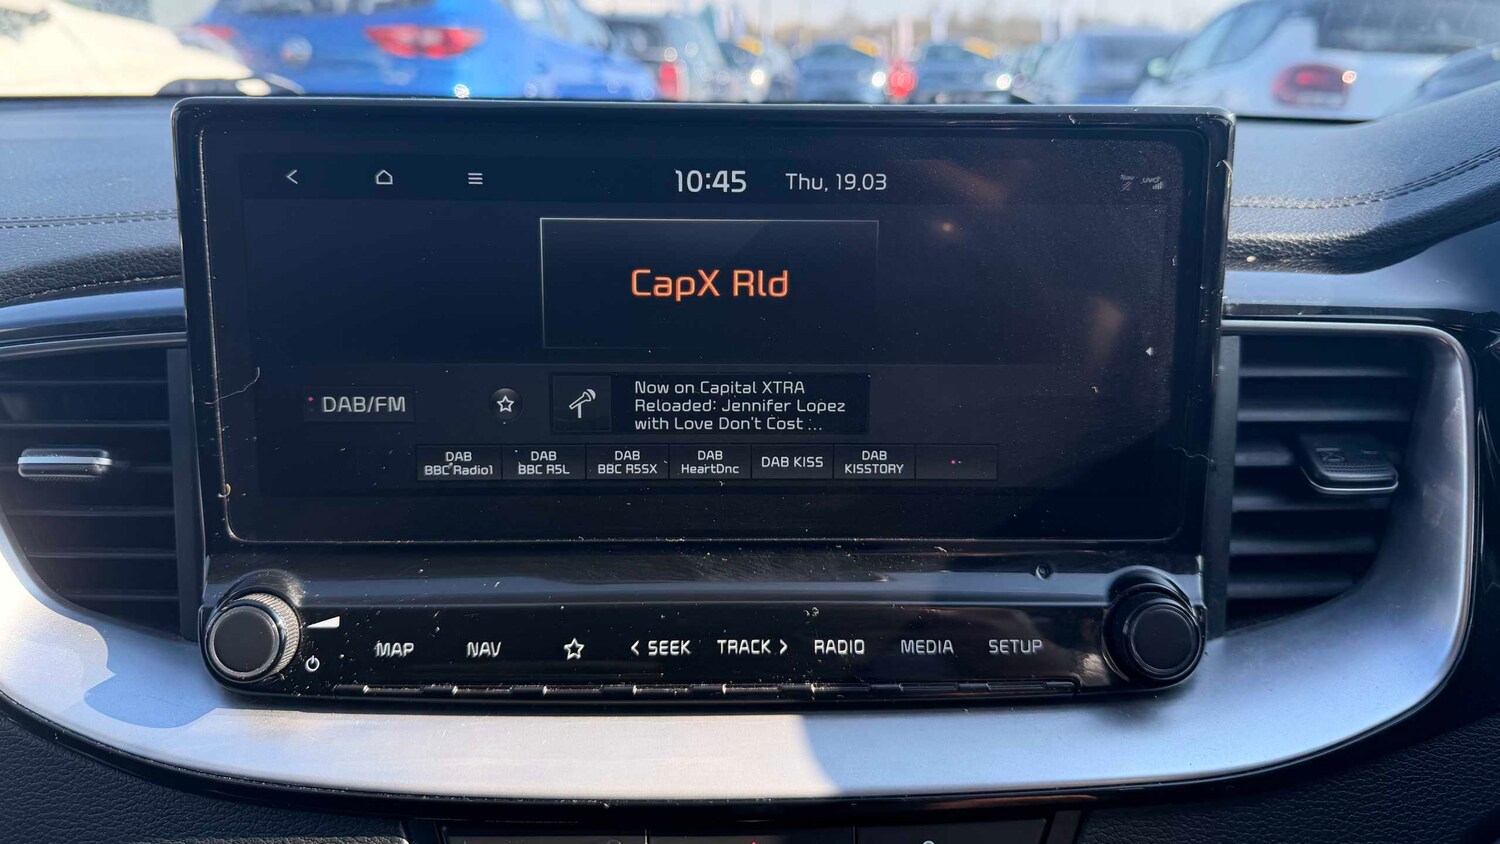 10:45 Thu, 19.03
CapX Rld
DAB/FM
Now on Capital XTRA
Reloaded: Jennifer Lopez
with Love Don't Cost ...
DAB
BBC Radio1
DAB
BBC R5L
DAB
BBC R5SX
DAB
HeartDnc
DAB KISS
DAB
KISSTORY
MAP NAV < SEEK TRACK > RADIO MEDIA SETUP